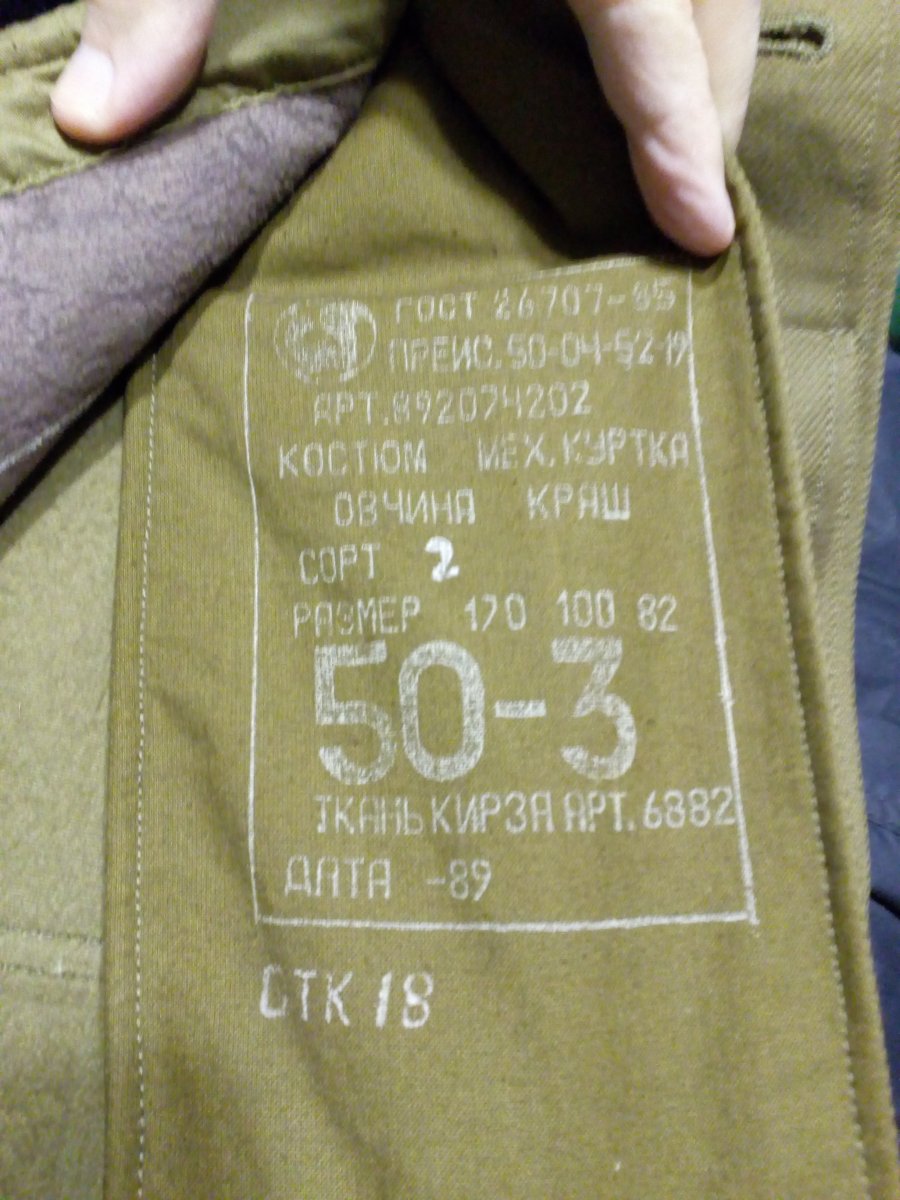 ГОСТ 26707-85
ПРЕЙС. 50-04-52-19
АРТ. 892074202
КОСТЮМ МЕХ. КУРТКА
ОВЧИНА КРАШ
СОРТ 2
РАЗМЕР 170 100 82
50-3
ТКАНЬ КИРЗА АРТ. 6882
ДАТА -89
ОТК 18